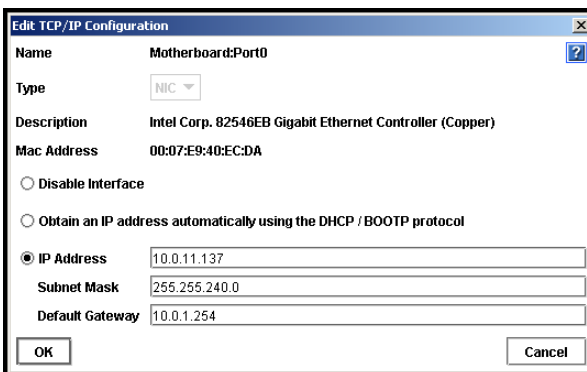 Edit TCP/IP Configuration
Name Motherboard:Port0
?
Type NIC
Description Intel Corp. 82546EB Gigabit Ethernet Controller (Copper)
Mac Address 00:07:E9:40:EC:DA
Disable Interface
Obtain an IP address automatically using the DHCP / BOOTP protocol
IP Address 10.0.11.137
Subnet Mask 255.255.240.0
Default Gateway 10.0.1.254
OK Cancel